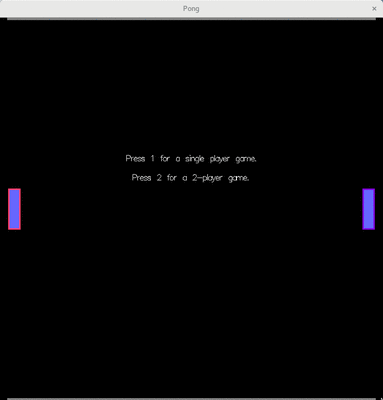 Pong
Press 1 for a single player game.
Press 2 for a 2-player game.